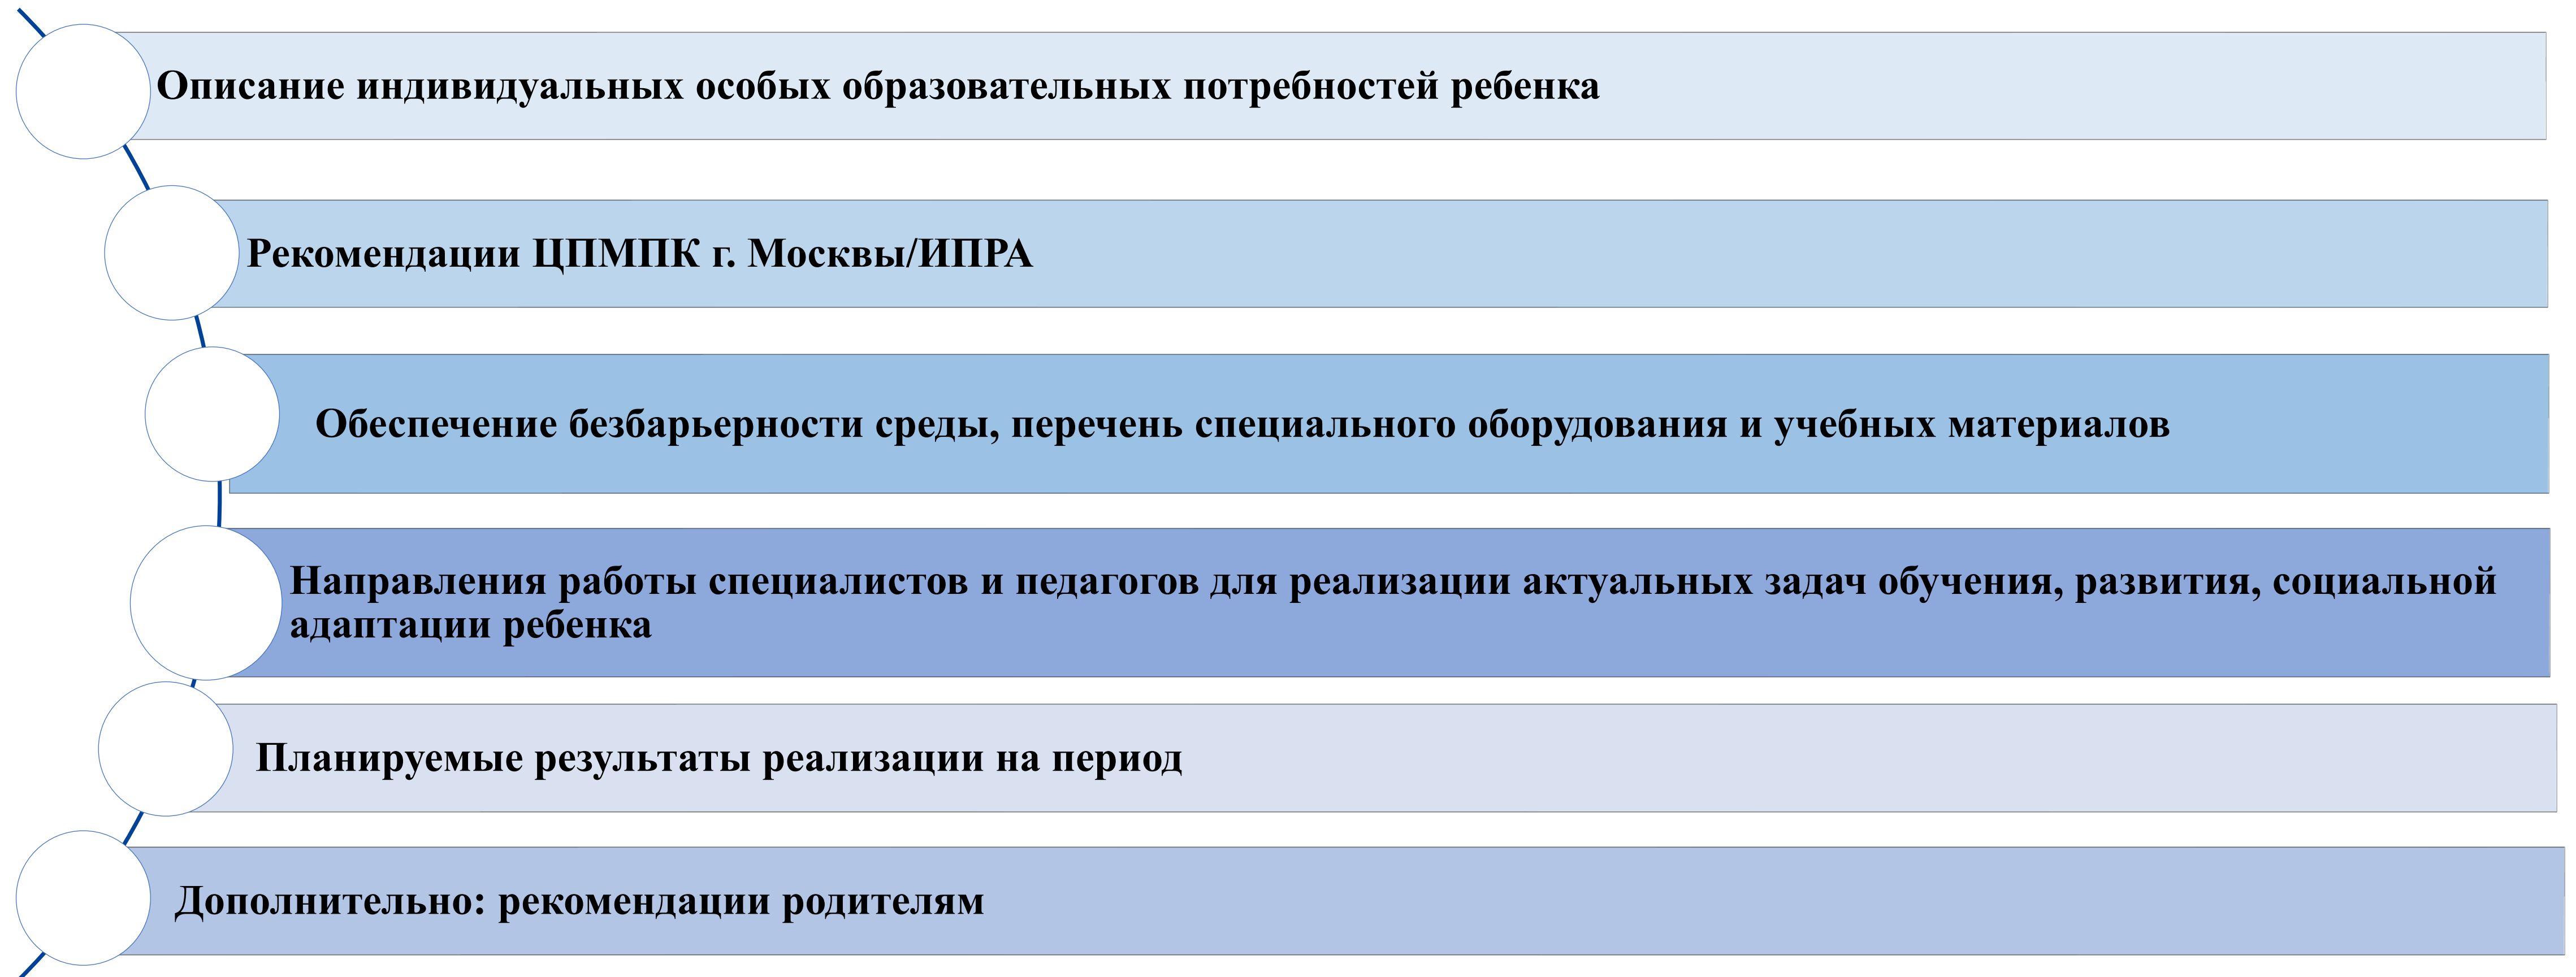 Описание индивидуальных особых образовательных потребностей ребенка
Рекомендации ЦПМПК г. Москвы/ИПРА
Обеспечение безбарьерности среды, перечень специального оборудования и учебных материалов
Направления работы специалистов и педагогов для реализации актуальных задач обучения, развития, социальной
адаптации ребенка
Планируемые результаты реализации на период
Дополнительно: рекомендации родителям